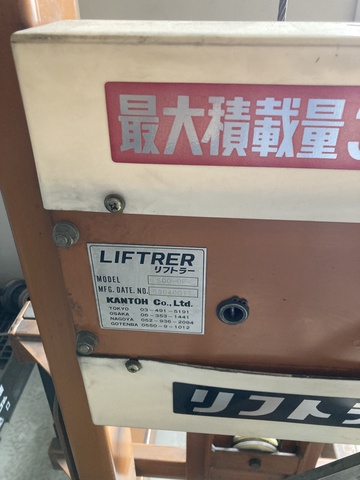 最大積載量
LIFTRER
リフトラー
MODEL
MFG. DATE. NO.
KANTOH Co., Ltd.
TOKYO 03-491-5191
OSAKA 06-353-1441
NAGOYA 052-936-2064
GOTENBA 0550-9-1012
リフトラ